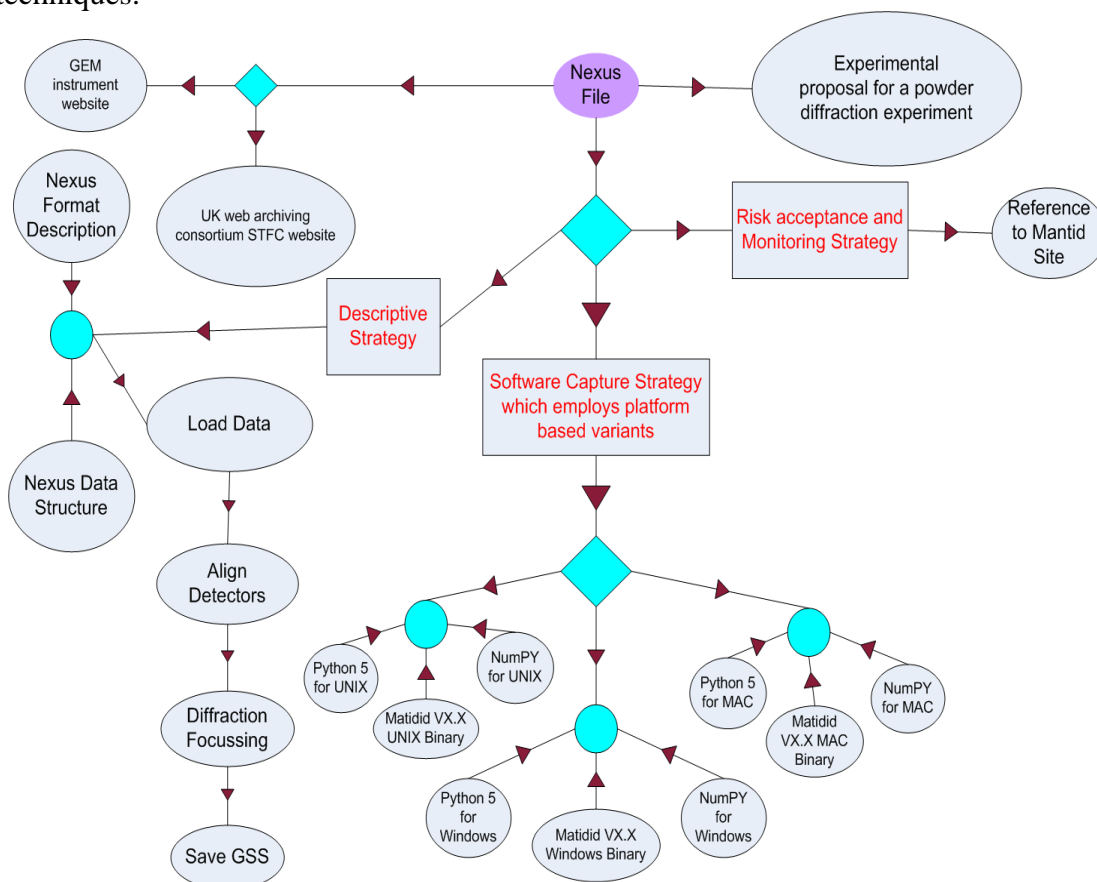 techniques.
GEM
instrument
website
Nexus
File
Experimental
proposal for a powder
diffraction experiment
Nexus
Format
Description
UK web archiving
consortium STFC website
Risk acceptance and
Monitoring Strategy
Reference
to Mantid
Site
Descriptive
Strategy
Software Capture Strategy
which employs platform
based variants
Load Data
Nexus Data
Structure
Align
Detectors
Python 5
for UNIX
NumPY
for UNIX
Matidid VX.X
UNIX Binary
Python 5
for MAC
NumPY
for MAC
Matidid
VX.X MAC
Binary
Diffraction
Focussing
Python 5
for
Windows
NumPY
for
Windows
Matidid VX.X
Windows Binary
Save GSS